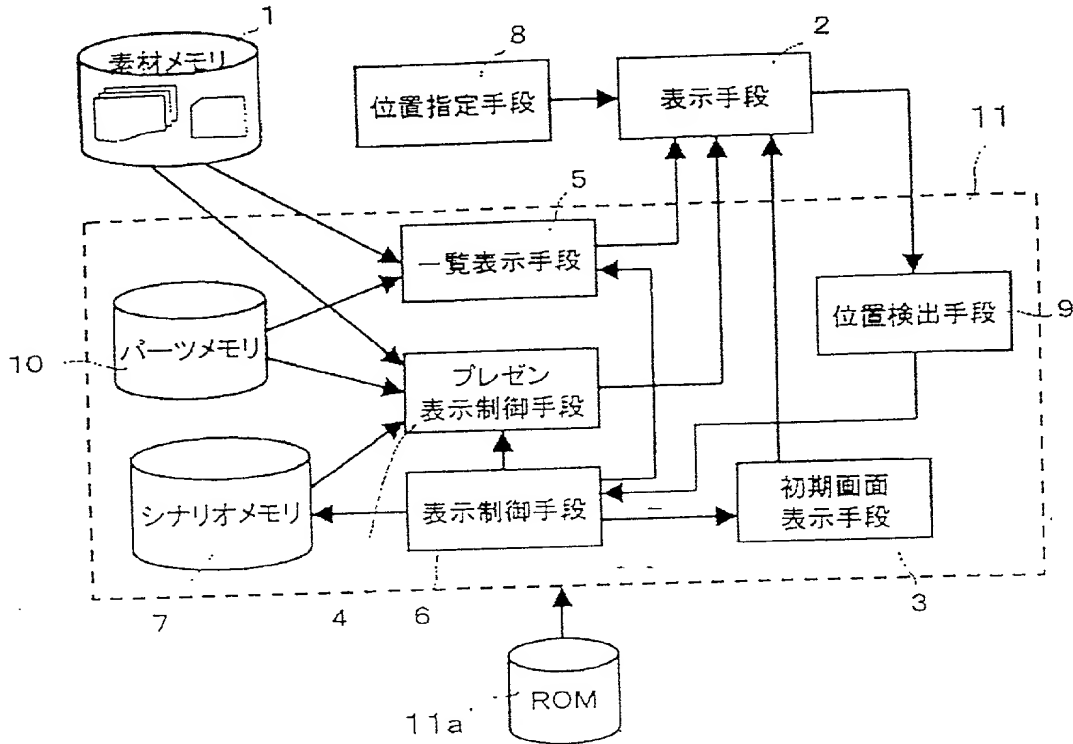 1
素材メモリ
8
位置指定手段
2
表示手段
11
5
一覧表示手段
位置検出手段
9
パーツメモリ
10
プレゼン
表示制御手段
シナリオメモリ
表示制御手段
初期画面
表示手段
7
4
6
3
ROM
11a